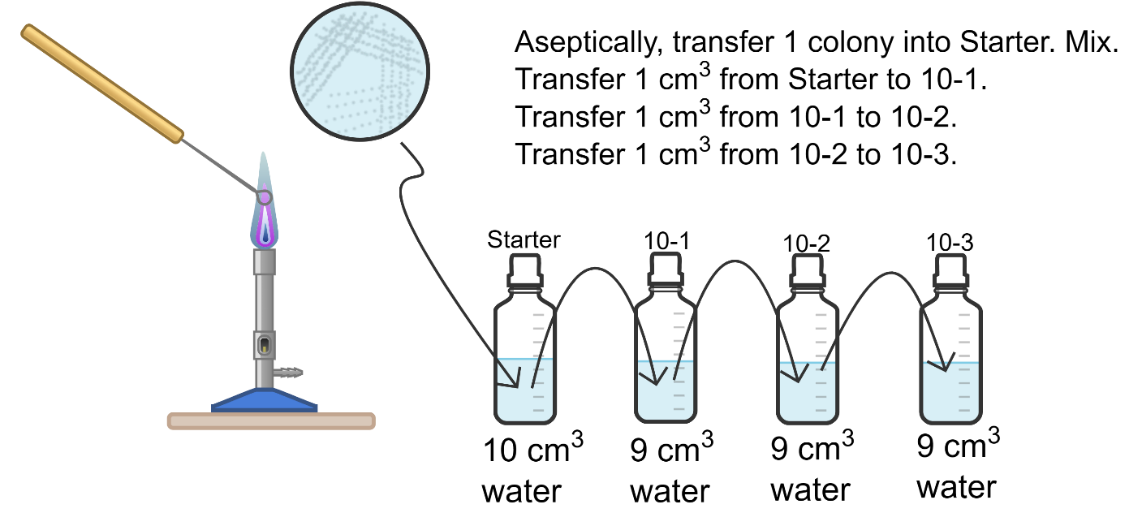 Aseptically, transfer 1 colony into Starter. Mix.
Transfer 1 cm³ from Starter to 10-1.
Transfer 1 cm³ from 10-1 to 10-2.
Transfer 1 cm³ from 10-2 to 10-3.
Starter
10-1
10-2
10-3
10 cm³
water
9 cm³
water
9 cm³
water
9 cm³
water